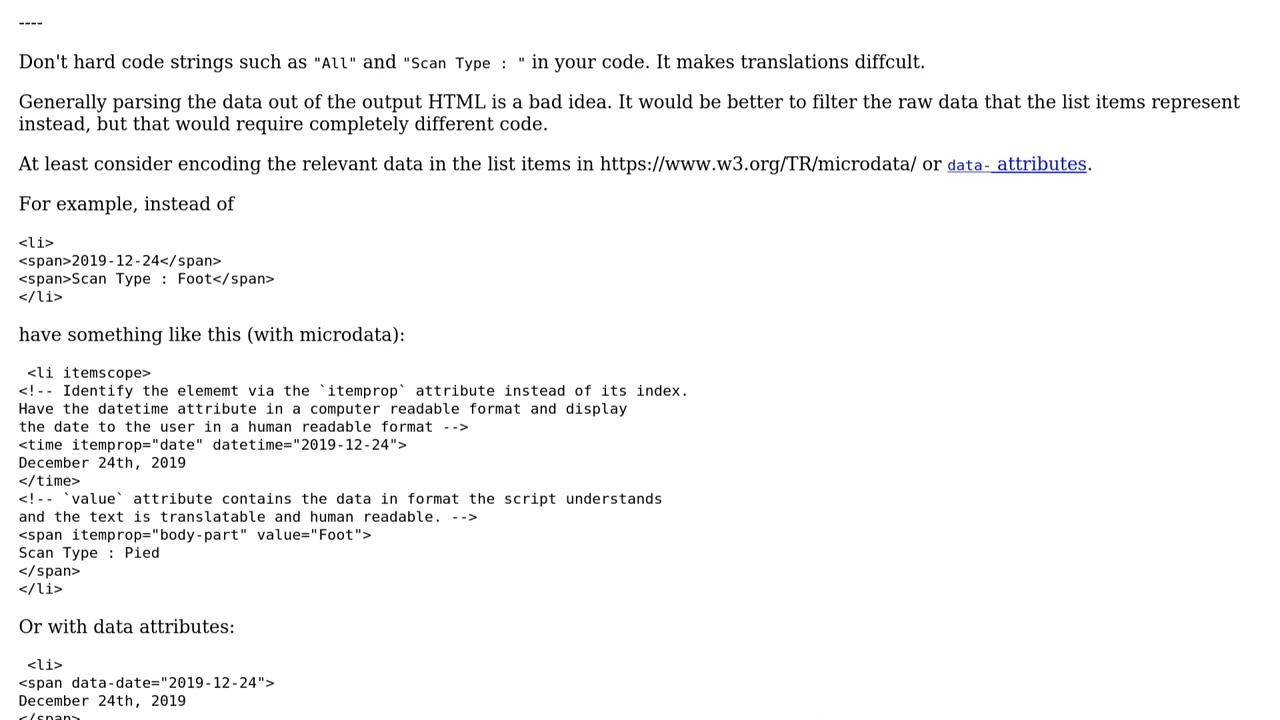 ----
Don't hard code strings such as "All" and "Scan Type : " in your code. It makes translations diffcult.
Generally parsing the data out of the output HTML is a bad idea. It would be better to filter the raw data that the list items represent
instead, but that would require completely different code.
At least consider encoding the relevant data in the list items in https://www.w3.org/TR/microdata/ or data- attributes.
For example, instead of
<li>
<span>2019-12-24</span>
<span>Scan Type : Foot</span>
</li>
have something like this (with microdata):
<li itemscope>
<!-- Identify the elememt via the `itemprop` attribute instead of its index.
Have the datetime attribute in a computer readable format and display
the date to the user in a human readable format -->
<time itemprop="date" datetime="2019-12-24">
December 24th, 2019
</time>
<!-- `value` attribute contains the data in format the script understands
and the text is translatable and human readable. -->
<span itemprop="body-part" value="Foot">
Scan Type : Pied
</span>
</li>
Or with data attributes:
<li>
<span data-date="2019-12-24">
December 24th, 2019
</span>